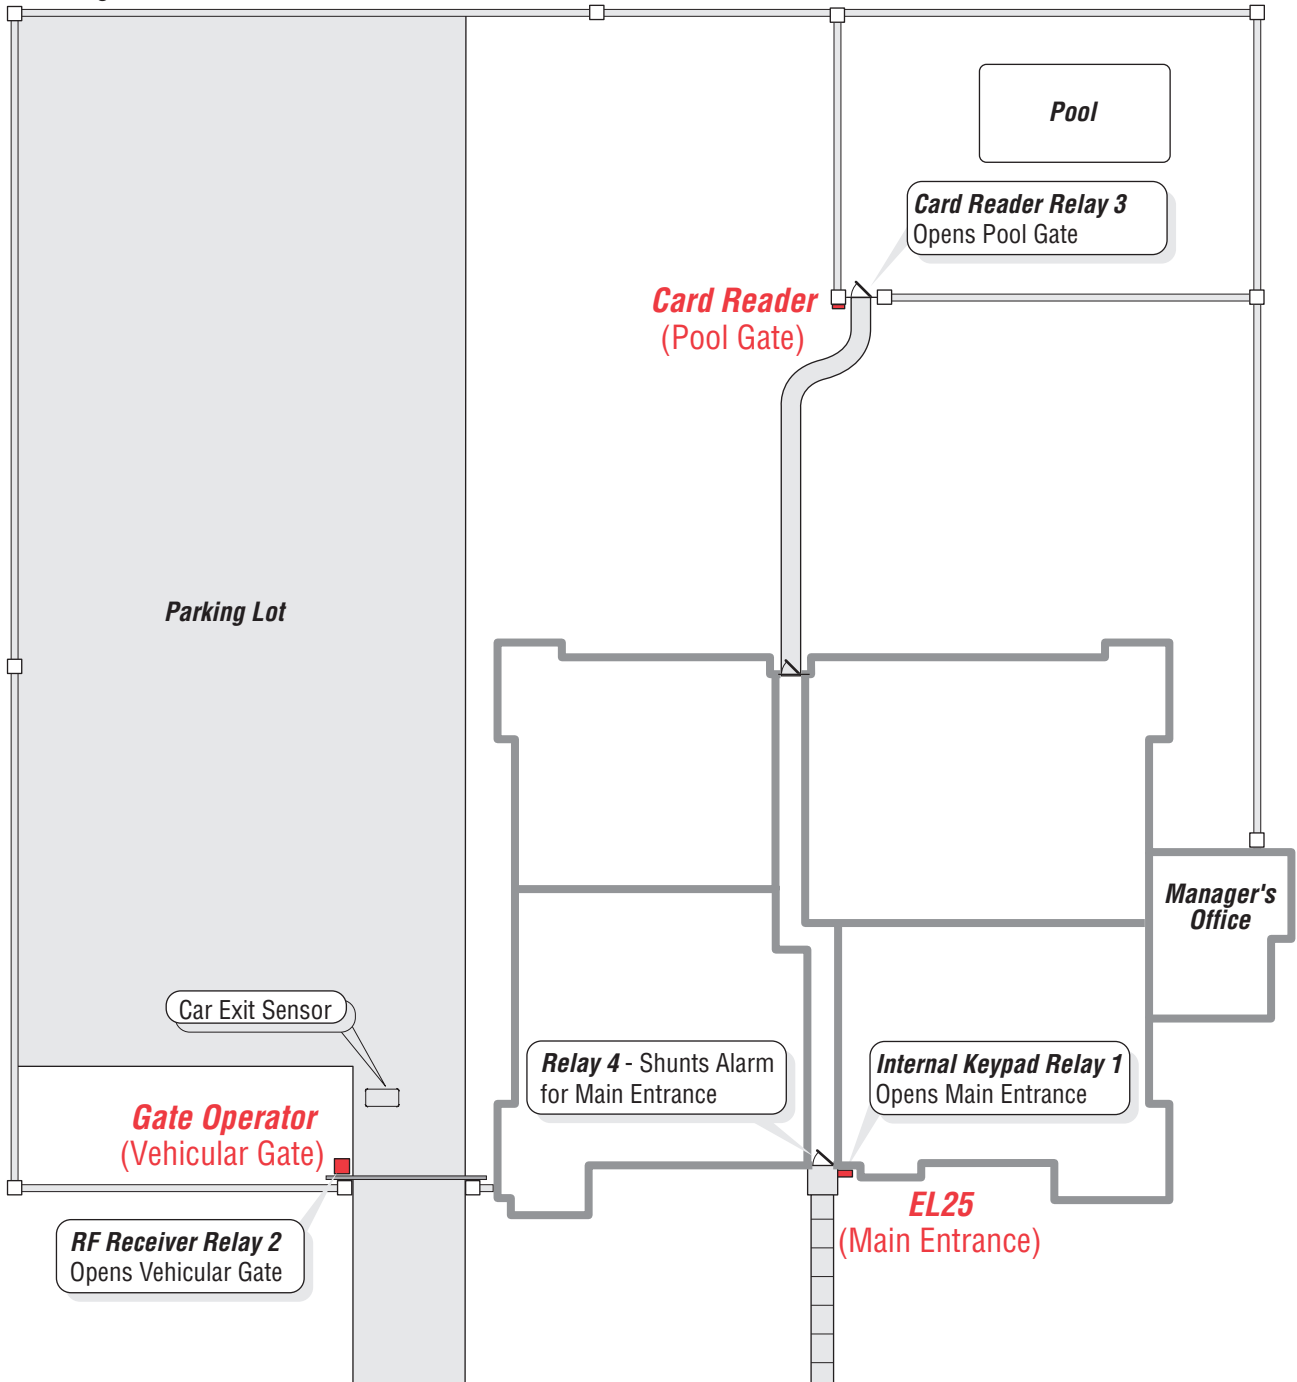 Pool
Card Reader Relay 3
Opens Pool Gate
Card Reader
(Pool Gate)
Parking Lot
Manager's
Office
Car Exit Sensor
Relay 4 - Shunts Alarm
for Main Entrance
Internal Keypad Relay 1
Opens Main Entrance
Gate Operator
(Vehicular Gate)
EL25
(Main Entrance)
RF Receiver Relay 2
Opens Vehicular Gate